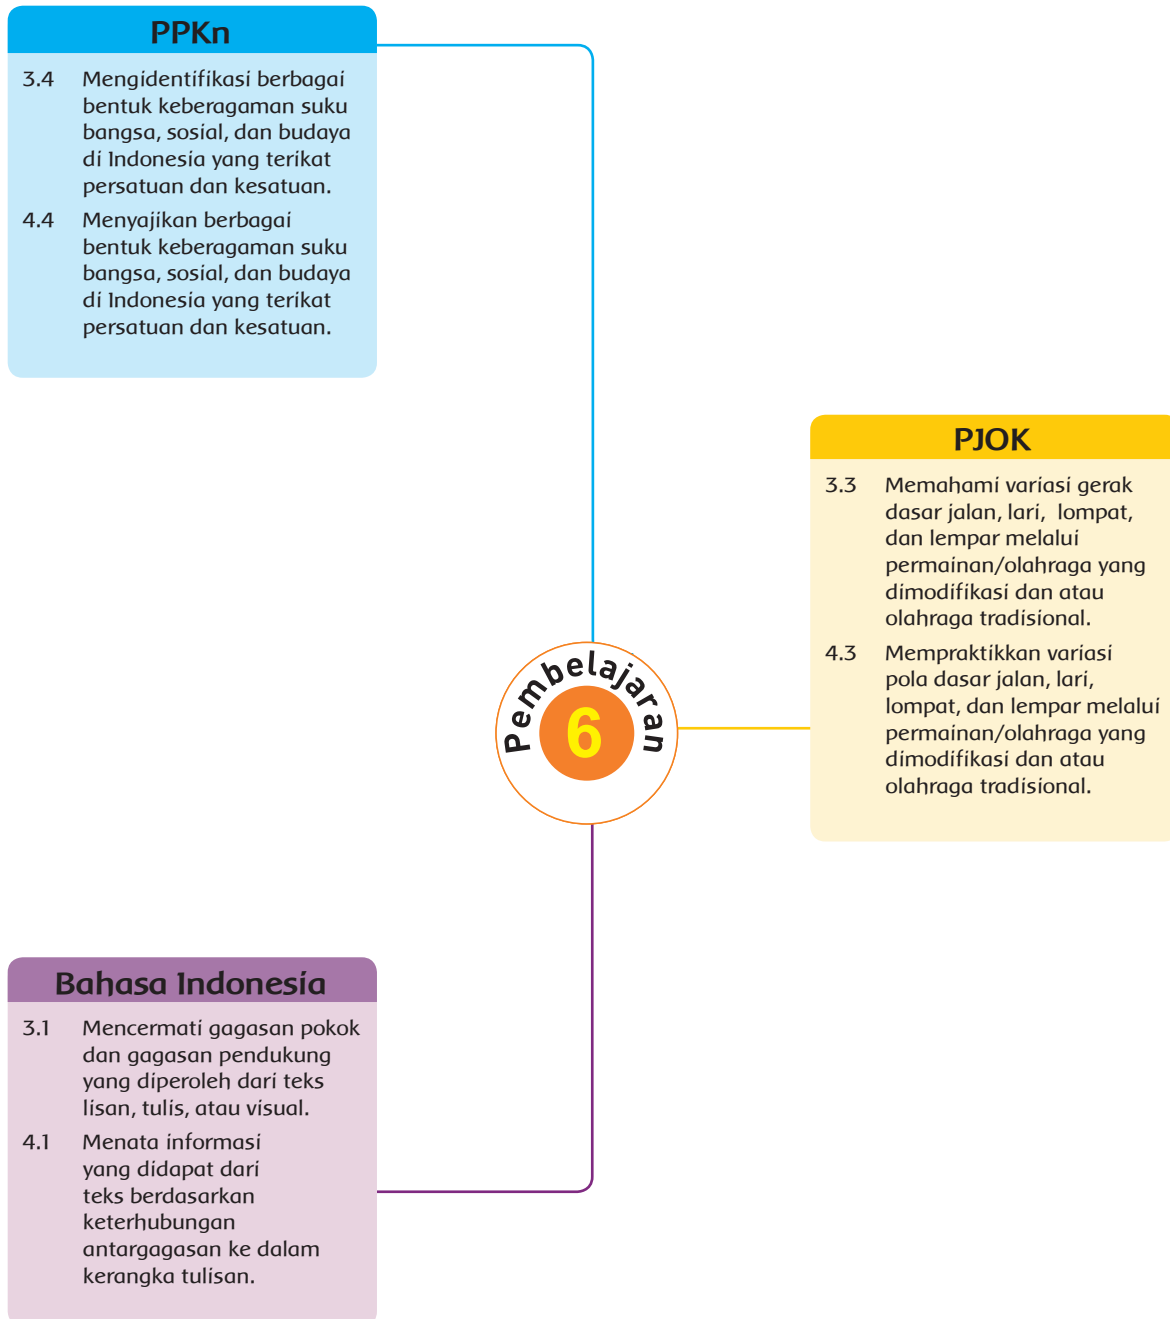 PPKn
3.4 Mengidentifikasi berbagai
bentuk keberagaman suku
bangsa, sosial, dan budaya
di Indonesia yang terikat
persatuan dan kesatuan.
4.4 Menyajikan berbagai
bentuk keberagaman suku
bangsa, sosial, dan budaya
di Indonesia yang terikat
persatuan dan kesatuan.
PJOK
3.3 Memahami variasi gerak
dasar jalan, lari, lompat,
dan lempar melalui
permainan/olahraga yang
dimodifikasi dan atau
olahraga tradisional.
4.3 Mempraktikkan variasi
pola dasar jalan, lari,
lompat, dan lempar melalui
permainan/olahraga yang
dimodifikasi dan atau
olahraga tradisional.
Pembelajaran
6
Bahasa Indonesia
3.1 Mencermati gagasan pokok
dan gagasan pendukung
yang diperoleh dari teks
lisan, tulis, atau visual.
4.1 Menata informasi
yang didapat dari
teks berdasarkan
keterhubungan
antargagasan ke dalam
kerangka tulisan.